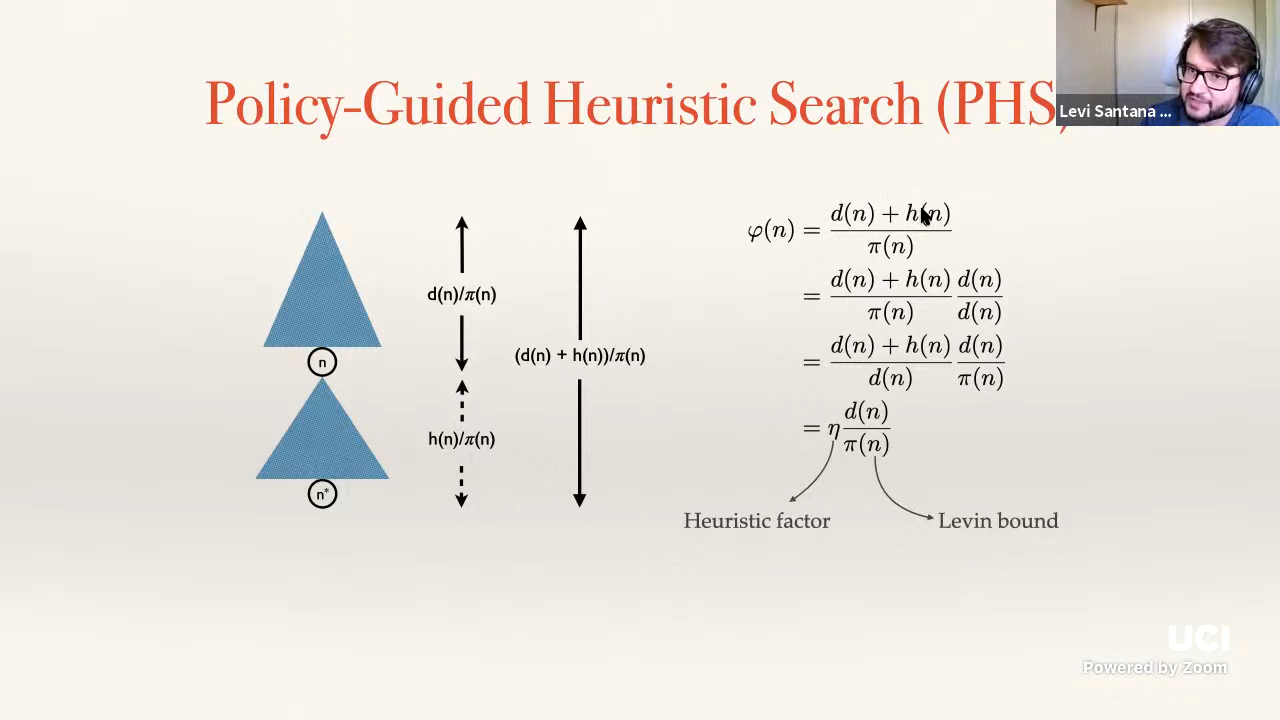 Policy-Guided Heuristic Search (PHS)
Levi Santana ...
d(n)/π(n)
n
(d(n) + h(n))/π(n)
h(n)/π(n)
n*
φ(n) = (d(n) + h(n))/π(n)
= (d(n) + h(n))/π(n) d(n)/d(n)
= (d(n) + h(n))/d(n) d(n)/π(n)
= η d(n)/π(n)
Heuristic factor
Levin bound
UCI
Powered by Zoom